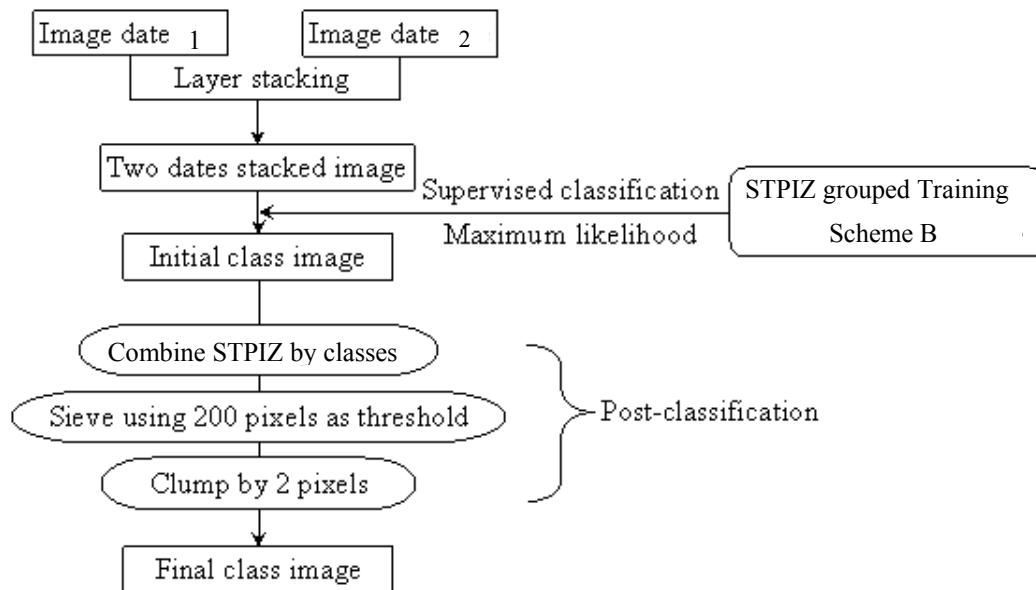 Image date 1
Image date 2
Layer stacking
Two dates stacked image
Supervised classification
Maximum likelihood
STPIZ grouped Training
Scheme B
Initial class image
Combine STPIZ by classes
Sieve using 200 pixels as threshold
Clump by 2 pixels
Post-classification
Final class image